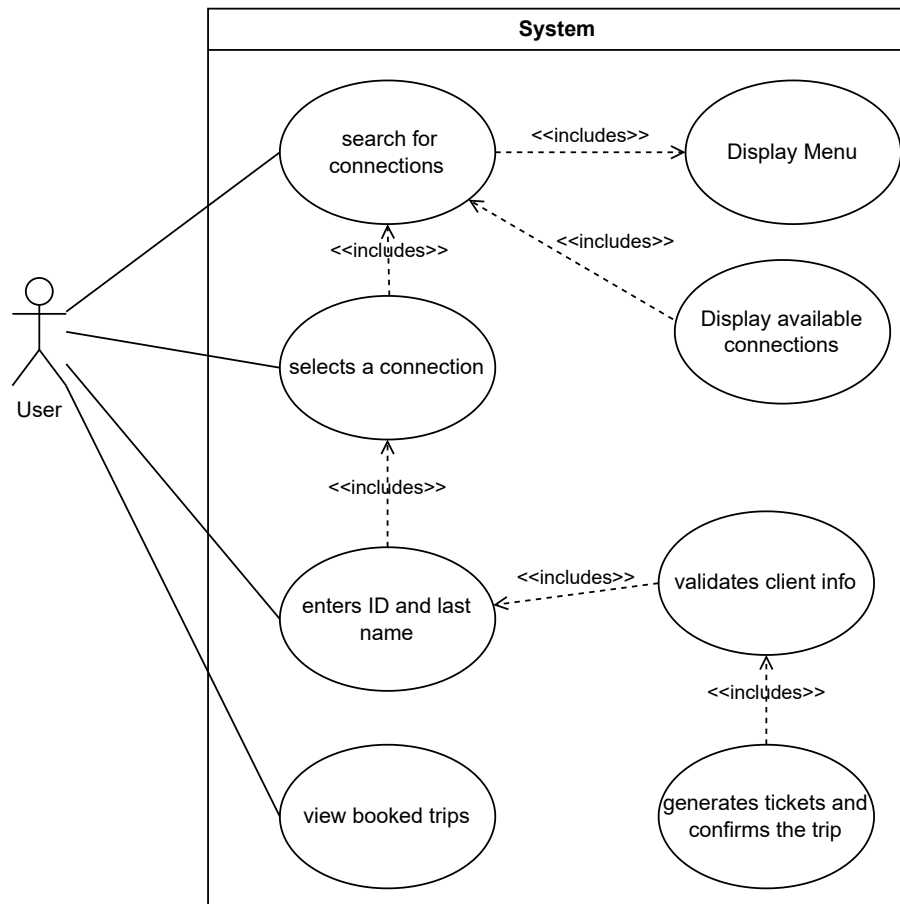 System
search for
connections
<<includes>>
Display Menu
<<includes>>
<<includes>>
Display available
connections
selects a connection
User
<<includes>>
enters ID and last
name
<<includes>>
validates client info
<<includes>>
view booked trips
generates tickets and
confirms the trip